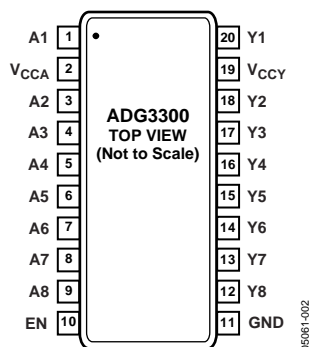 A1 1 20 Y1
VCCA 2 19 VCCY
A2 3 18 Y2
ADG3300
A3 4 TOP VIEW 17 Y3
(Not to Scale)
A4 5 16 Y4
A5 6 15 Y5
A6 7 14 Y6
A7 8 13 Y7
A8 9 12 Y8
EN 10 11 GND
05061-002